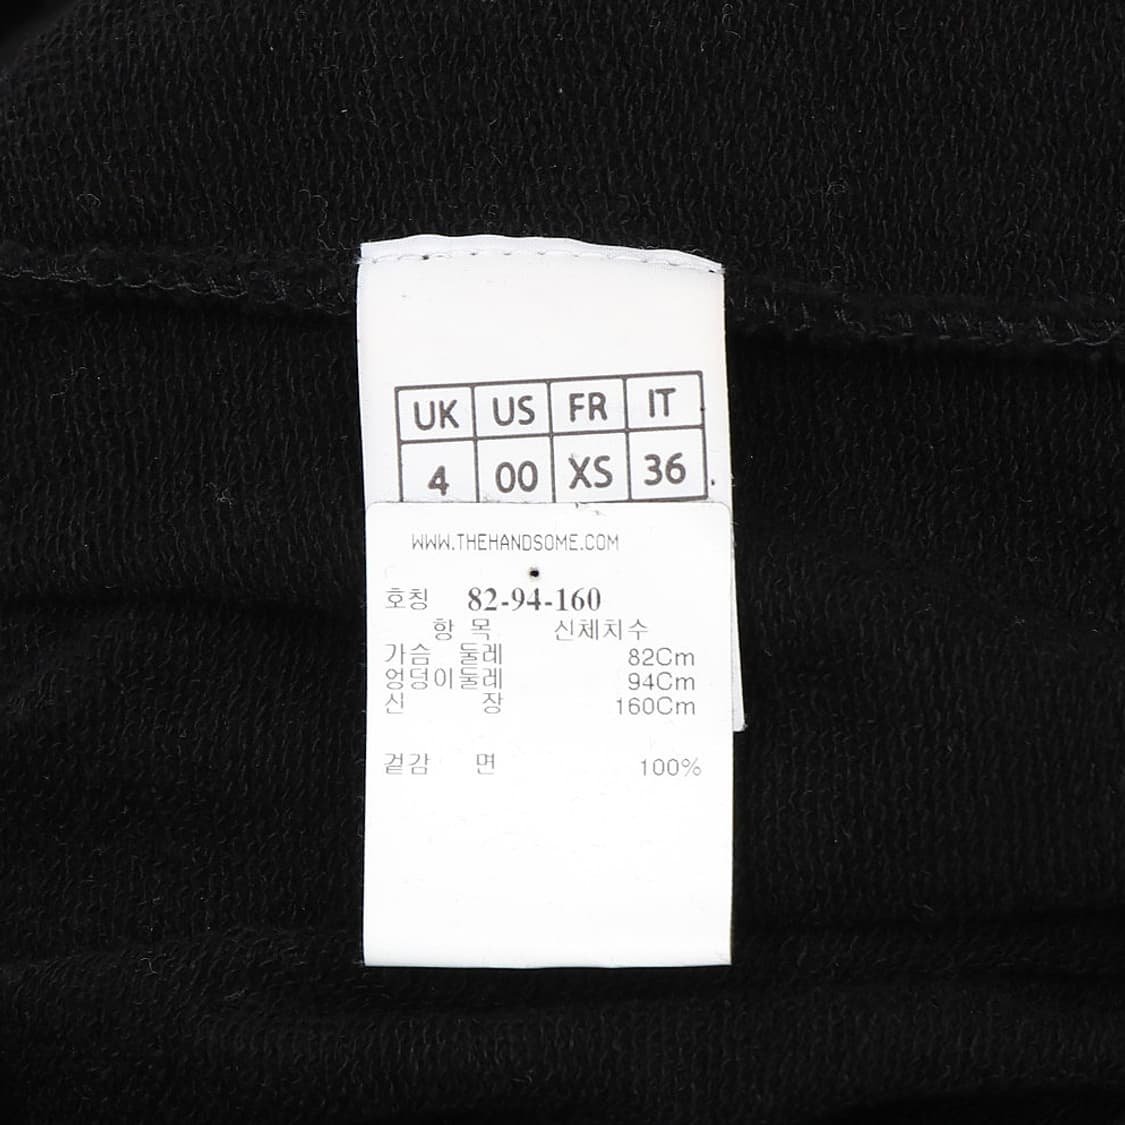 UK US FR IT
4 00 XS 36
WWW.THEHANDSOME.COM
호칭 82-94-160
항 목 신체치수
가슴 둘레 82Cm
엉덩이둘레 94Cm
신 장 160Cm
겉감 면 100%